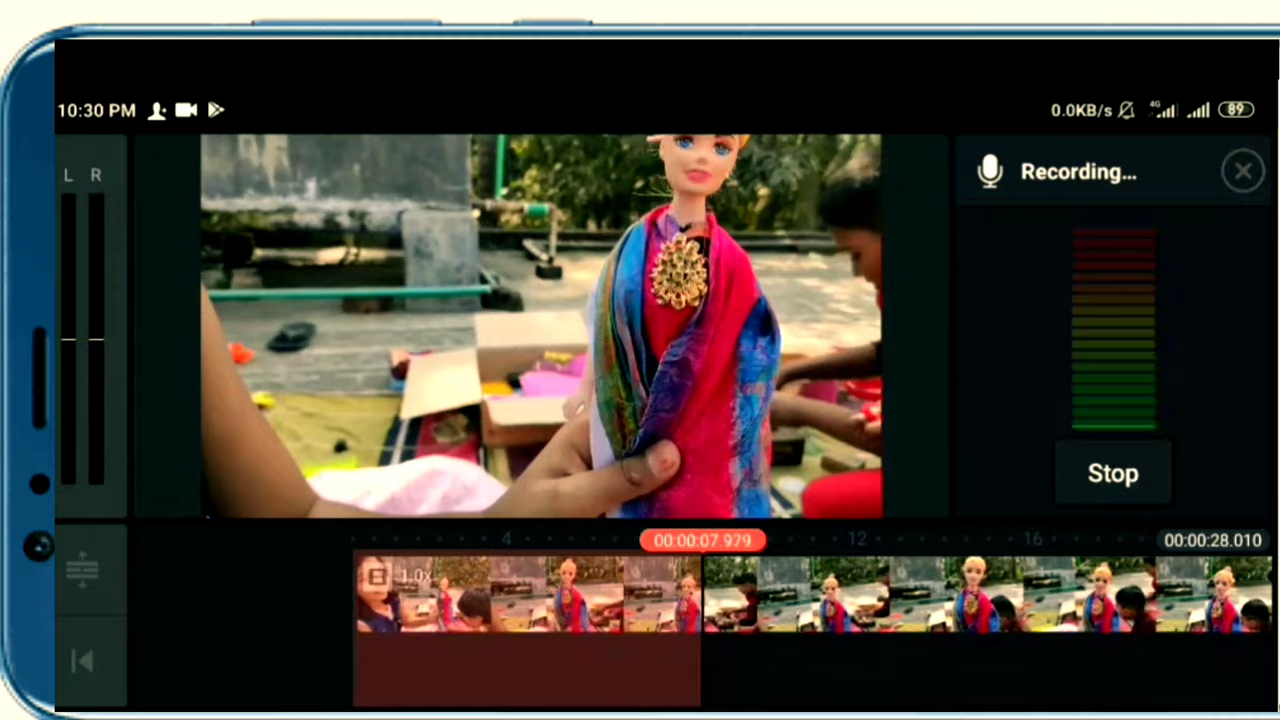 10:30 PM
0.0KB/s 4G 89
L R
Recording...
Stop
4 12 16
00:00:07.979
00:00:28.010
1.0x